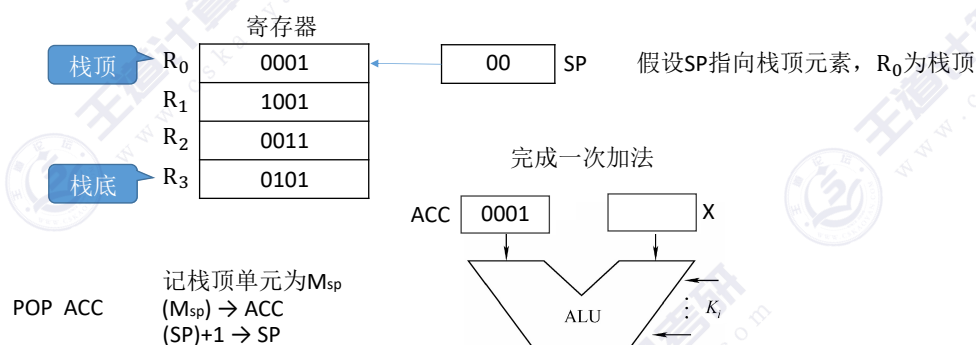 寄存器
栈顶 R₀ 0001 00 SP 假设SP指向栈顶元素，R₀为栈顶
R₁ 1001
R₂ 0011
栈底 R₃ 0101
完成一次加法
ACC 0001 X
记栈顶单元为Msp
POP ACC (Msp) → ACC
(SP)+1 → SP
ALU ⋮ Kᵢ